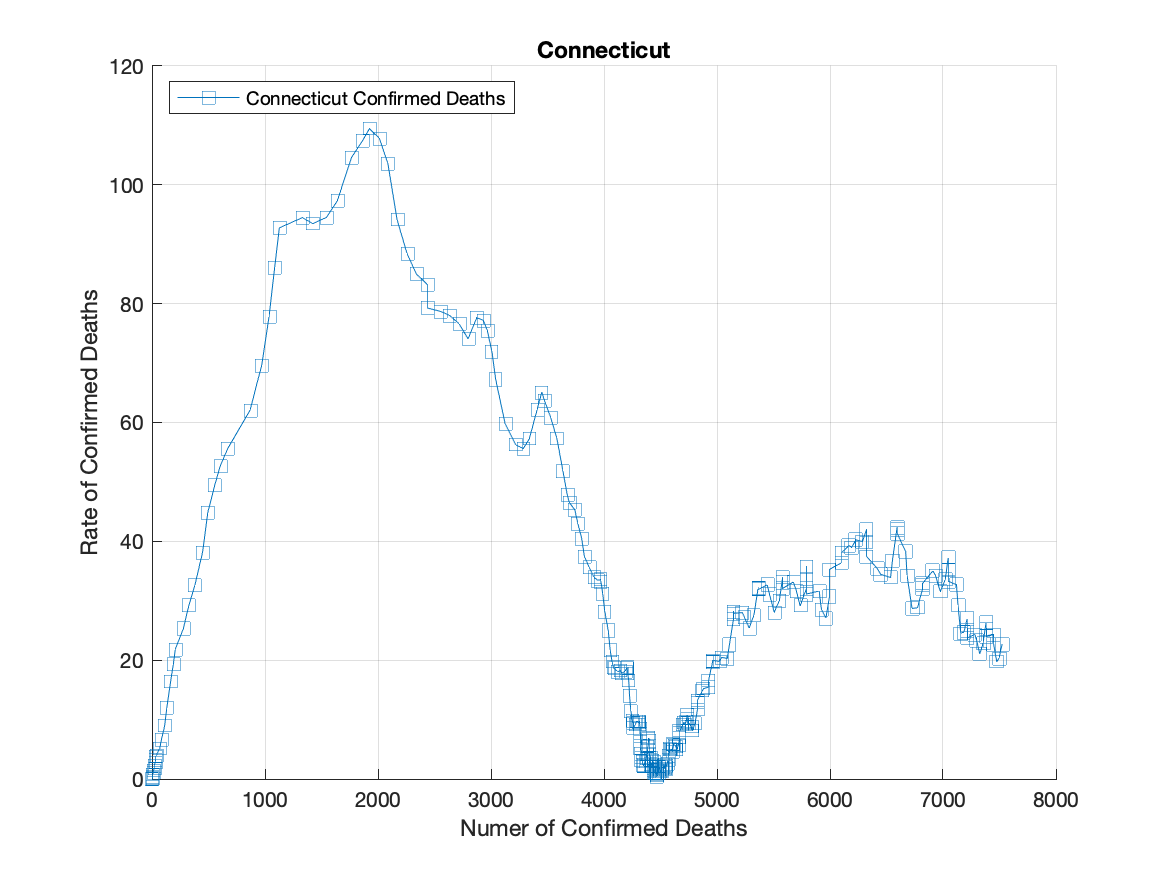 Connecticut
Connecticut Confirmed Deaths
120
100
80
60
40
20
0
Rate of Confirmed Deaths
0 1000 2000 3000 4000 5000 6000 7000 8000
Numer of Confirmed Deaths